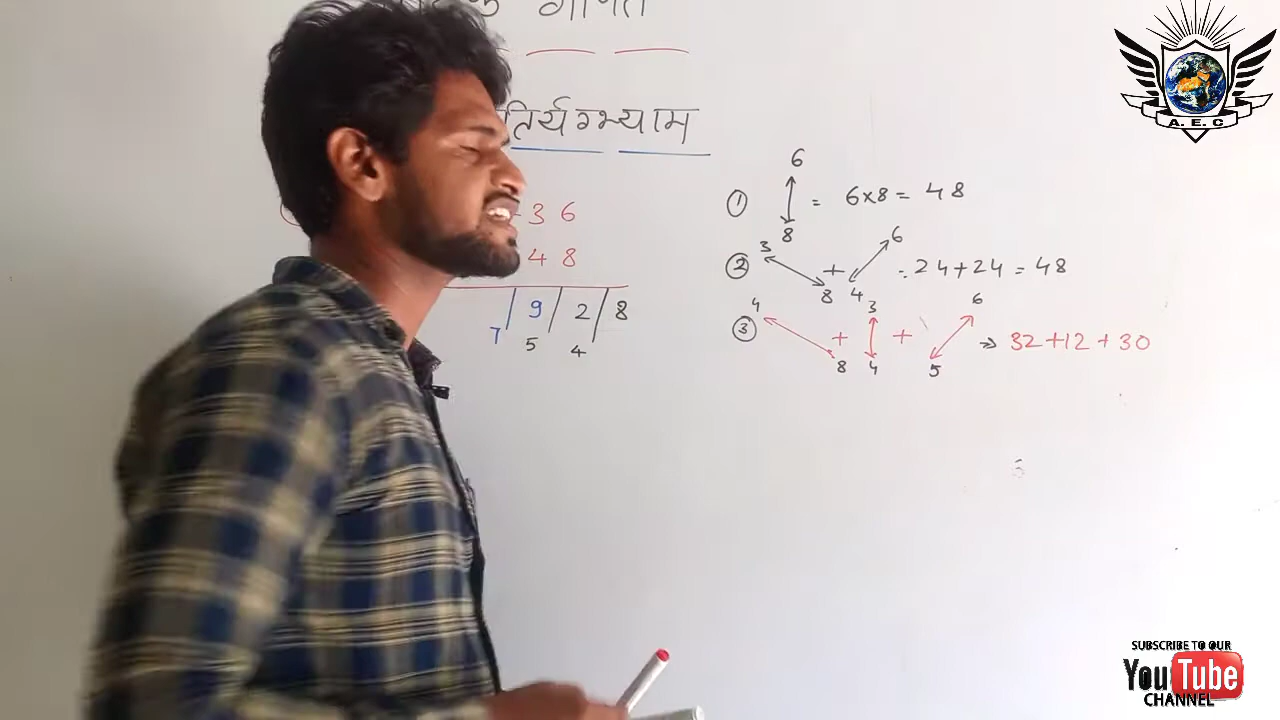 गणित
तिर्यग्भ्याम
3 6
4 8
9 / 2 / 8
7 5 4
① 6 8 = 6x8 = 48
② 3 8 + 4 6 = 24+24 = 48
③ 4 8 + 3 4 + 6 5 => 32+12+30
A. E. C
SUBSCRIBE TO OUR
YouTube
CHANNEL